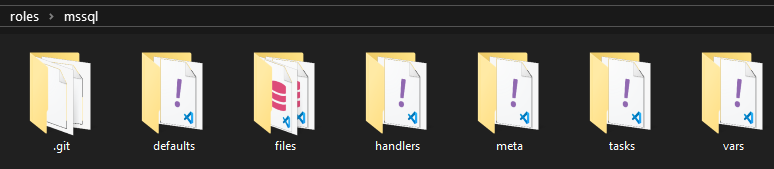 roles > mssql
.git defaults files handlers meta tasks vars